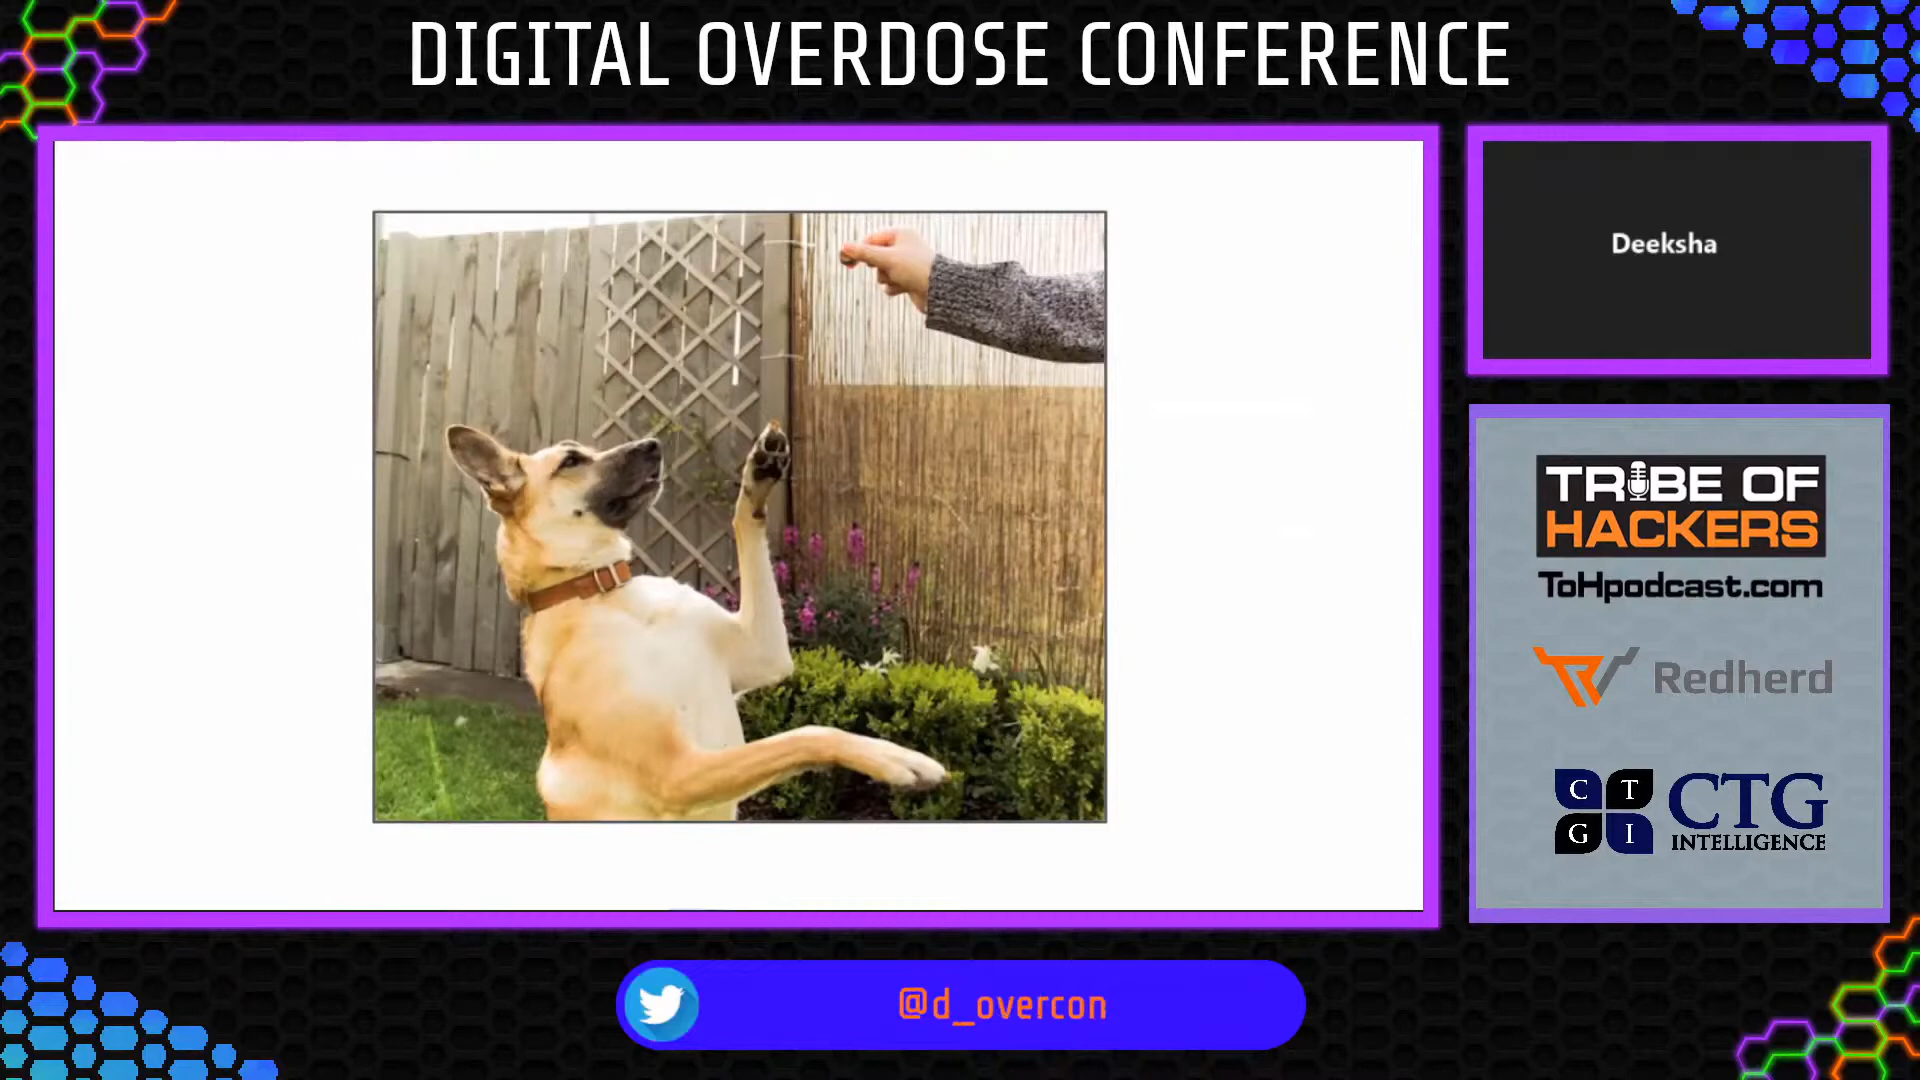 DIGITAL OVERDOSE CONFERENCE
Deeksha
TRIBE OF
HACKERS
ToHpodcast.com
Redherd
C T
G I
CTG
INTELLIGENCE
@d_overcon